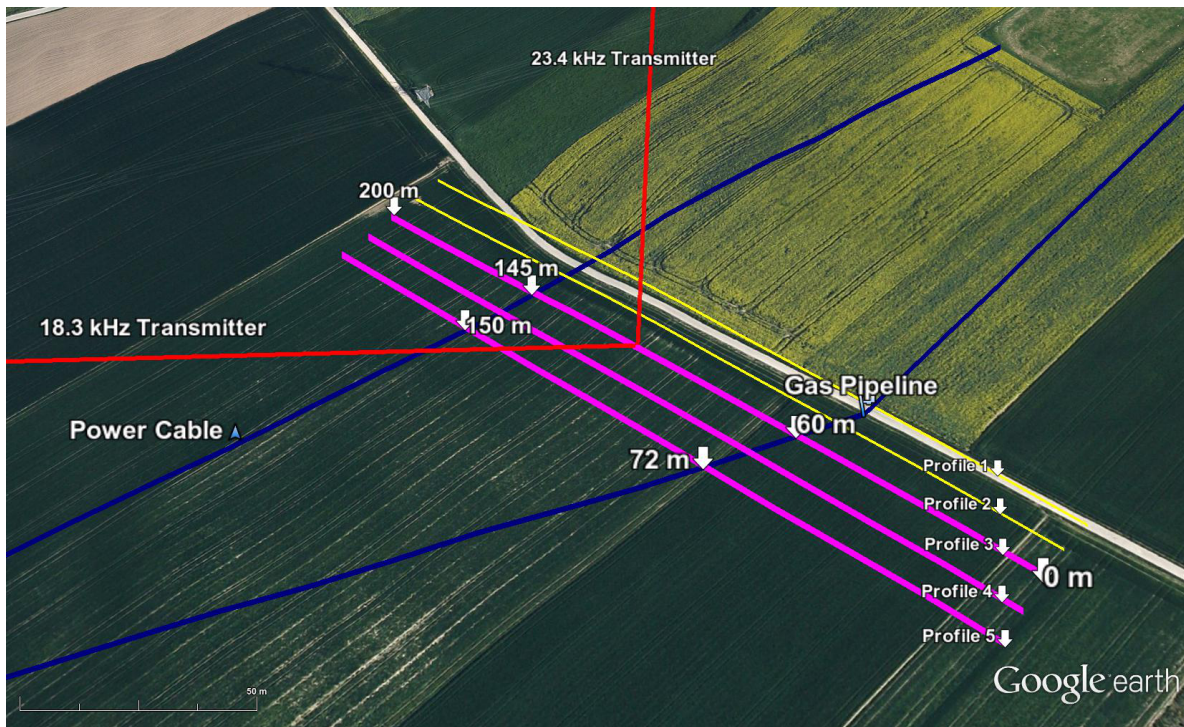 23.4 kHz Transmitter
200 m
145 m
18.3 kHz Transmitter
150 m
Gas Pipeline
Power Cable
60 m
72 m
Profile 1
Profile 2
Profile 3
0 m
Profile 4
Profile 5
Google earth
50 m